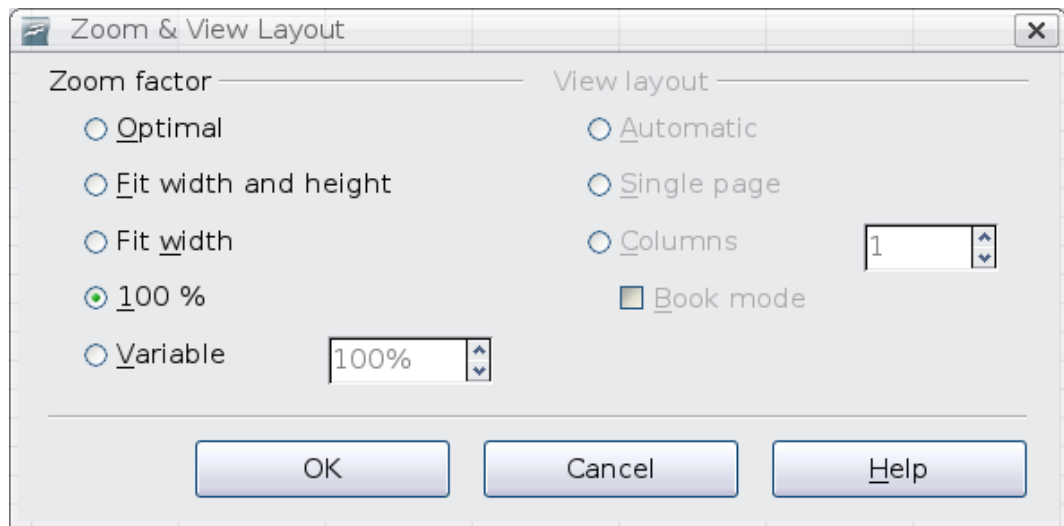 Zoom & View Layout
Zoom factor
Optimal
Fit width and height
Fit width
100 %
Variable 100%
View layout
Automatic
Single page
Columns 1
Book mode
OK Cancel Help